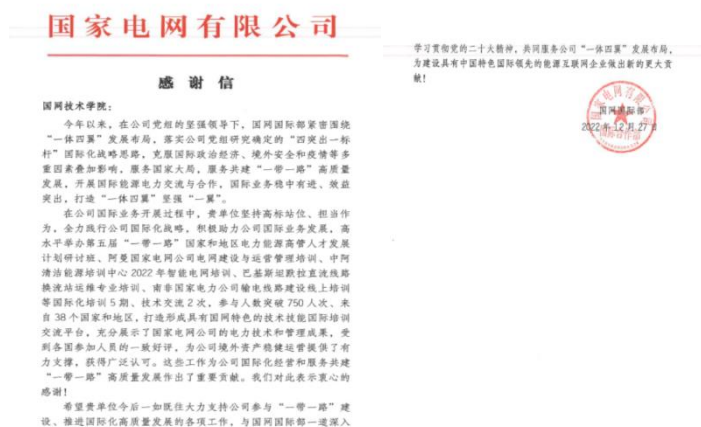 国家电网有限公司
感谢信
国网技术学院：
今年以来，在公司党组的坚强领导下，国网国际部紧密围绕
“一体四翼”发展布局，落实公司党组研究确定的“四突出一标
杆”国际化战略思路，克服国际政治经济、境外安全和疫情等多
重因素叠加影响，服务国家大局，服务共建“一带一路”高质量
发展，开展国际能源电力交流与合作，国际业务稳中有进、效益
突出，打造“一体四翼”坚强“一翼”。
在公司国际业务开展过程中，贵单位坚持高标站位、担当作
为，全力践行公司国际化战略，积极助力公司国际业务发展，高
水平举办第五届“一带一路”国家和地区电力能源高管人才发展
计划研讨班、阿曼国家电网公司电网建设与运营管理培训、中阿
清洁能源培训中心2022年智能电网培训、巴基斯坦默拉直流线路
换流站运维专业培训、南非国家电力公司输电线路建设线上培训
等国际化培训5期、技术交流2次，参与人数突破750人次、来
自38个国家和地区，打造形成具有国网特色的技术技能国际培训
交流平台，充分展示了国家电网公司的电力技术和管理成果，受
到各国参加人员的一致好评，为公司境外资产稳健运营提供了有
力支撑，获得广泛认可。这些工作为公司国际化经营和服务共建
“一带一路”高质量发展作出了重要贡献。我们对此表示衷心的
感谢！
希望贵单位今后一如既往大力支持公司参与“一带一路”建
设、推进国际化高质量发展的各项工作，与国网国际部一道深入
学习贯彻党的二十大精神，共同服务公司“一体四翼”发展布局，
为建设具有中国特色国际领先的能源互联网企业做出新的更大贡
献！
国网国际部
2022年12月27日